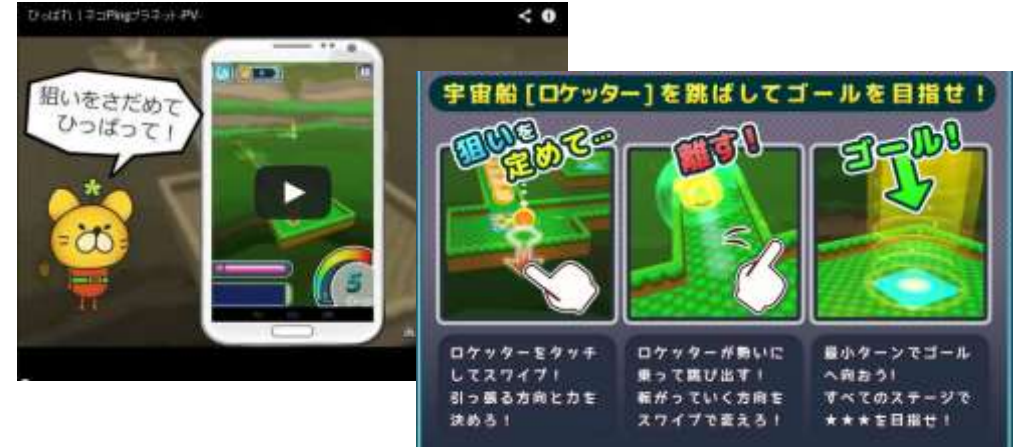 ひっぱれ！ネコPingプラネット-PV-
狙いをさだめて
ひっぱって！
5
宇宙船[ロケッター]を跳ばしてゴールを目指せ！
狙いを
定めて…
離す！
ゴール！
ロケッターをタッチ
してスワイプ！
引っ張る方向と力を
決めろ！
ロケッターが勢いに
乗って跳び出す！
転がっていく方向を
スワイプで変えろ！
最小ターンでゴール
へ向おう！
すべてのステージで
★★★を目指せ！